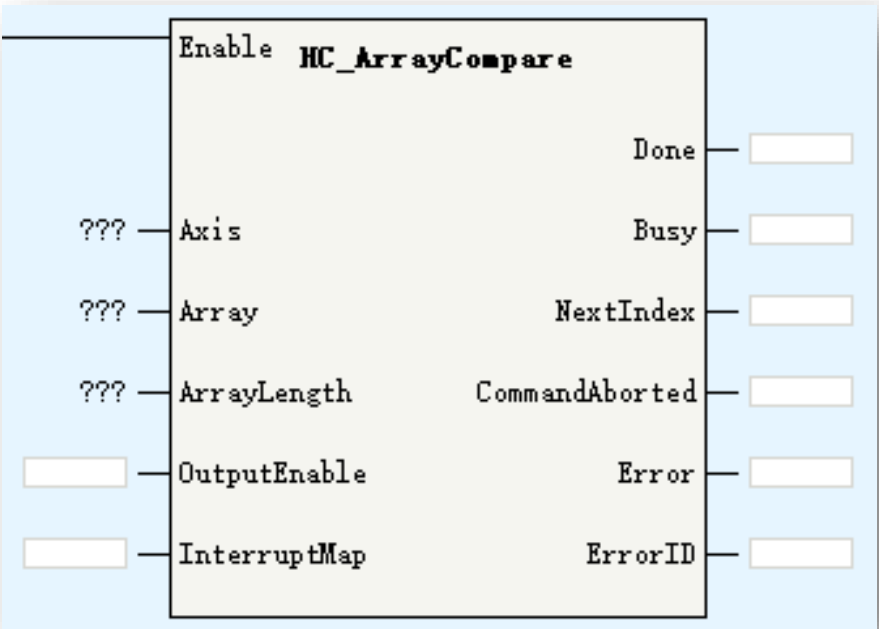 Enable HC_ArrayCompare
Done
??? Axis Busy
??? Array NextIndex
??? ArrayLength CommandAborted
OutputEnable Error
InterruptMap ErrorID